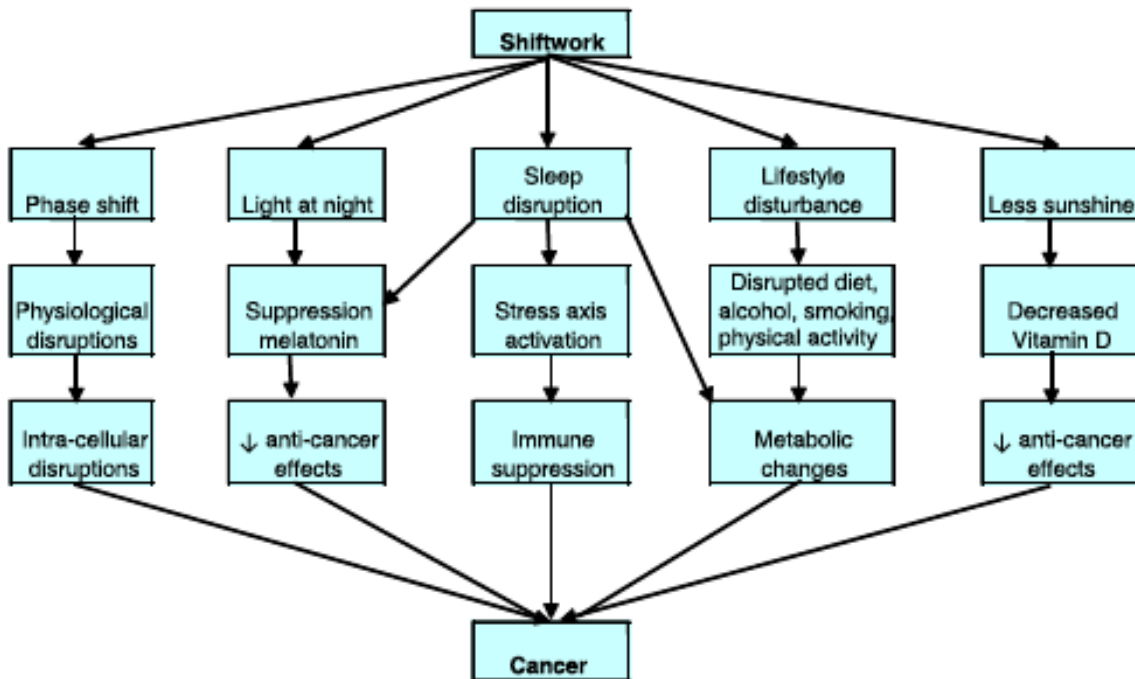 Shiftwork
Phase shift
Light at night
Sleep
disruption
Lifestyle
disturbance
Less sunshine
Physiological
disruptions
Suppression
melatonin
Stress axis
activation
Disrupted diet,
alcohol, smoking,
physical activity
Decreased
Vitamin D
Intra-cellular
disruptions
↓ anti-cancer
effects
Immune
suppression
Metabolic
changes
↓ anti-cancer
effects
Cancer